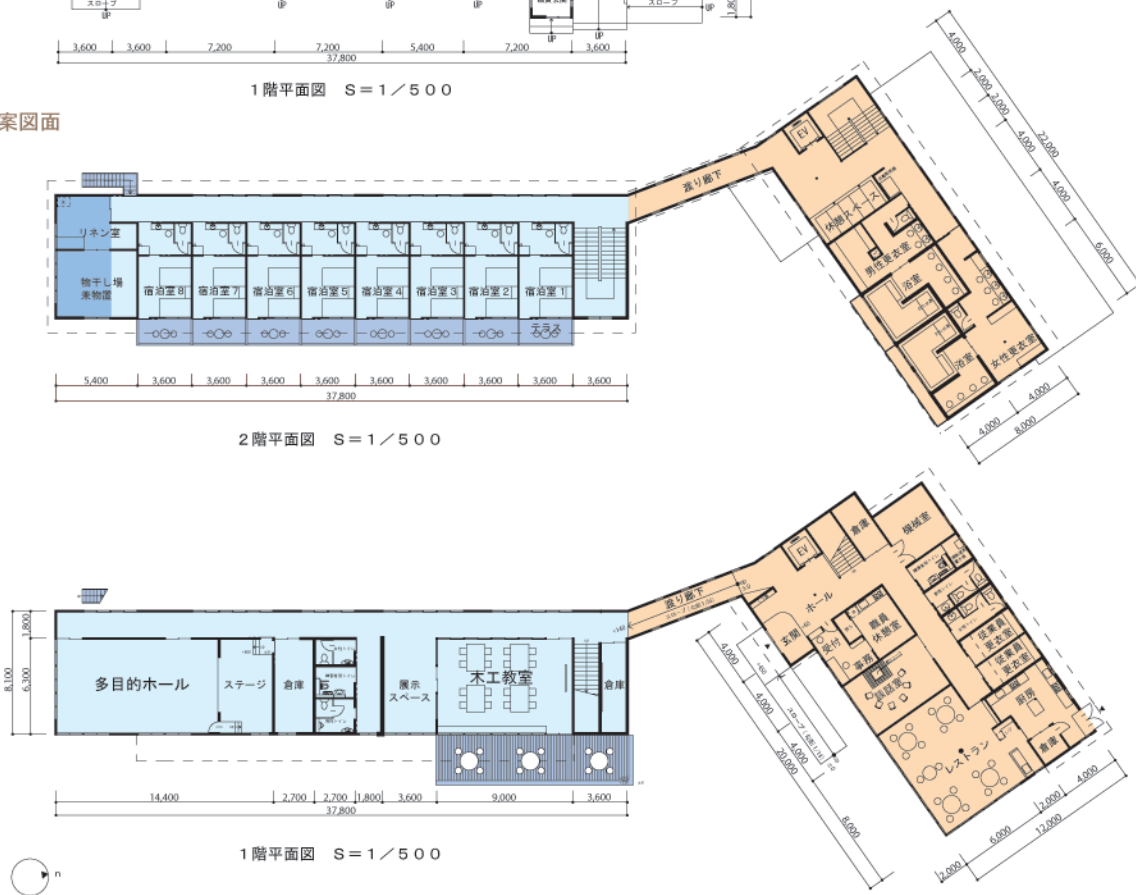 スロープ
UP
UP
UP
UP
UP
UP
スロープ
UP
3,600
3,600
7,200
7,200
5,400
7,200
3,600
37,800
1階平面図 S＝1／500
案図面
リネン室
物干し場
兼物置
宿泊室8
宿泊室7
宿泊室6
宿泊室5
宿泊室4
宿泊室3
宿泊室2
宿泊室1
テラス
渡り廊下
EV
休憩スペース
男性更衣室
浴室
浴室
女性更衣室
4,000
2,000
2,000
4,000
4,000
6,000
22,000
4,000
4,000
8,000
5,400
3,600
3,600
3,600
3,600
3,600
3,600
3,600
3,600
3,600
37,800
2階平面図 S＝1／500
1,800
6,300
8,100
多目的ホール
ステージ
倉庫
展示
スペース
木工教室
倉庫
渡り廊下
EV
倉庫
機械室
ホール
玄関
受付
事務
職員
休憩室
談話室
従業員
更衣室
従業員
更衣室
厨房
倉庫
レストラン
4,000
4,000
4,000
20,000
8,000
2,000
6,000
2,000
4,000
12,000
14,400
2,700
2,700
1,800
3,600
9,000
3,600
37,800
1階平面図 S＝1／500
n